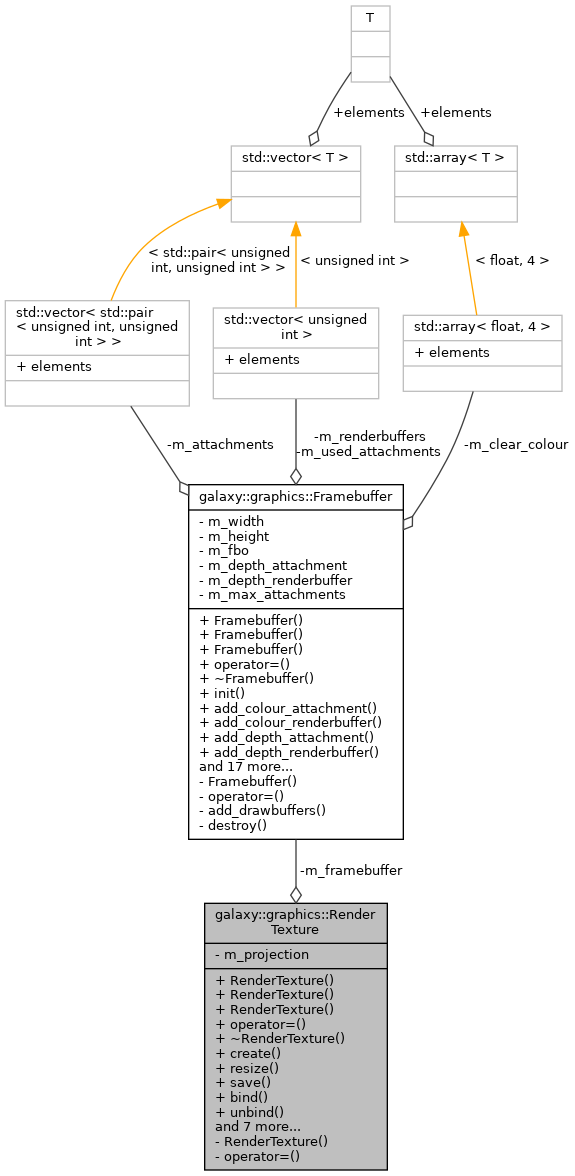 T
+elements
+elements
std::vector< T >
std::array< T >
< std::pair< unsigned
int, unsigned int > >
< unsigned int >
< float, 4 >
std::vector< std::pair
< unsigned int, unsigned
int > >
+ elements
std::vector< unsigned
int >
+ elements
std::array< float, 4 >
+ elements
-m_attachments
-m_renderbuffers
-m_used_attachments
-m_clear_colour
galaxy::graphics::Framebuffer
- m_width
- m_height
- m_fbo
- m_depth_attachment
- m_depth_renderbuffer
- m_max_attachments
+ Framebuffer()
+ Framebuffer()
+ Framebuffer()
+ operator=()
+ ~Framebuffer()
+ init()
+ add_colour_attachment()
+ add_colour_renderbuffer()
+ add_depth_attachment()
+ add_depth_renderbuffer()
and 17 more...
- Framebuffer()
- operator=()
- add_drawbuffers()
- destroy()
-m_framebuffer
galaxy::graphics::Render
Texture
- m_projection
+ RenderTexture()
+ RenderTexture()
+ RenderTexture()
+ operator=()
+ ~RenderTexture()
+ create()
+ resize()
+ save()
+ bind()
+ unbind()
and 7 more...
- RenderTexture()
- operator=()